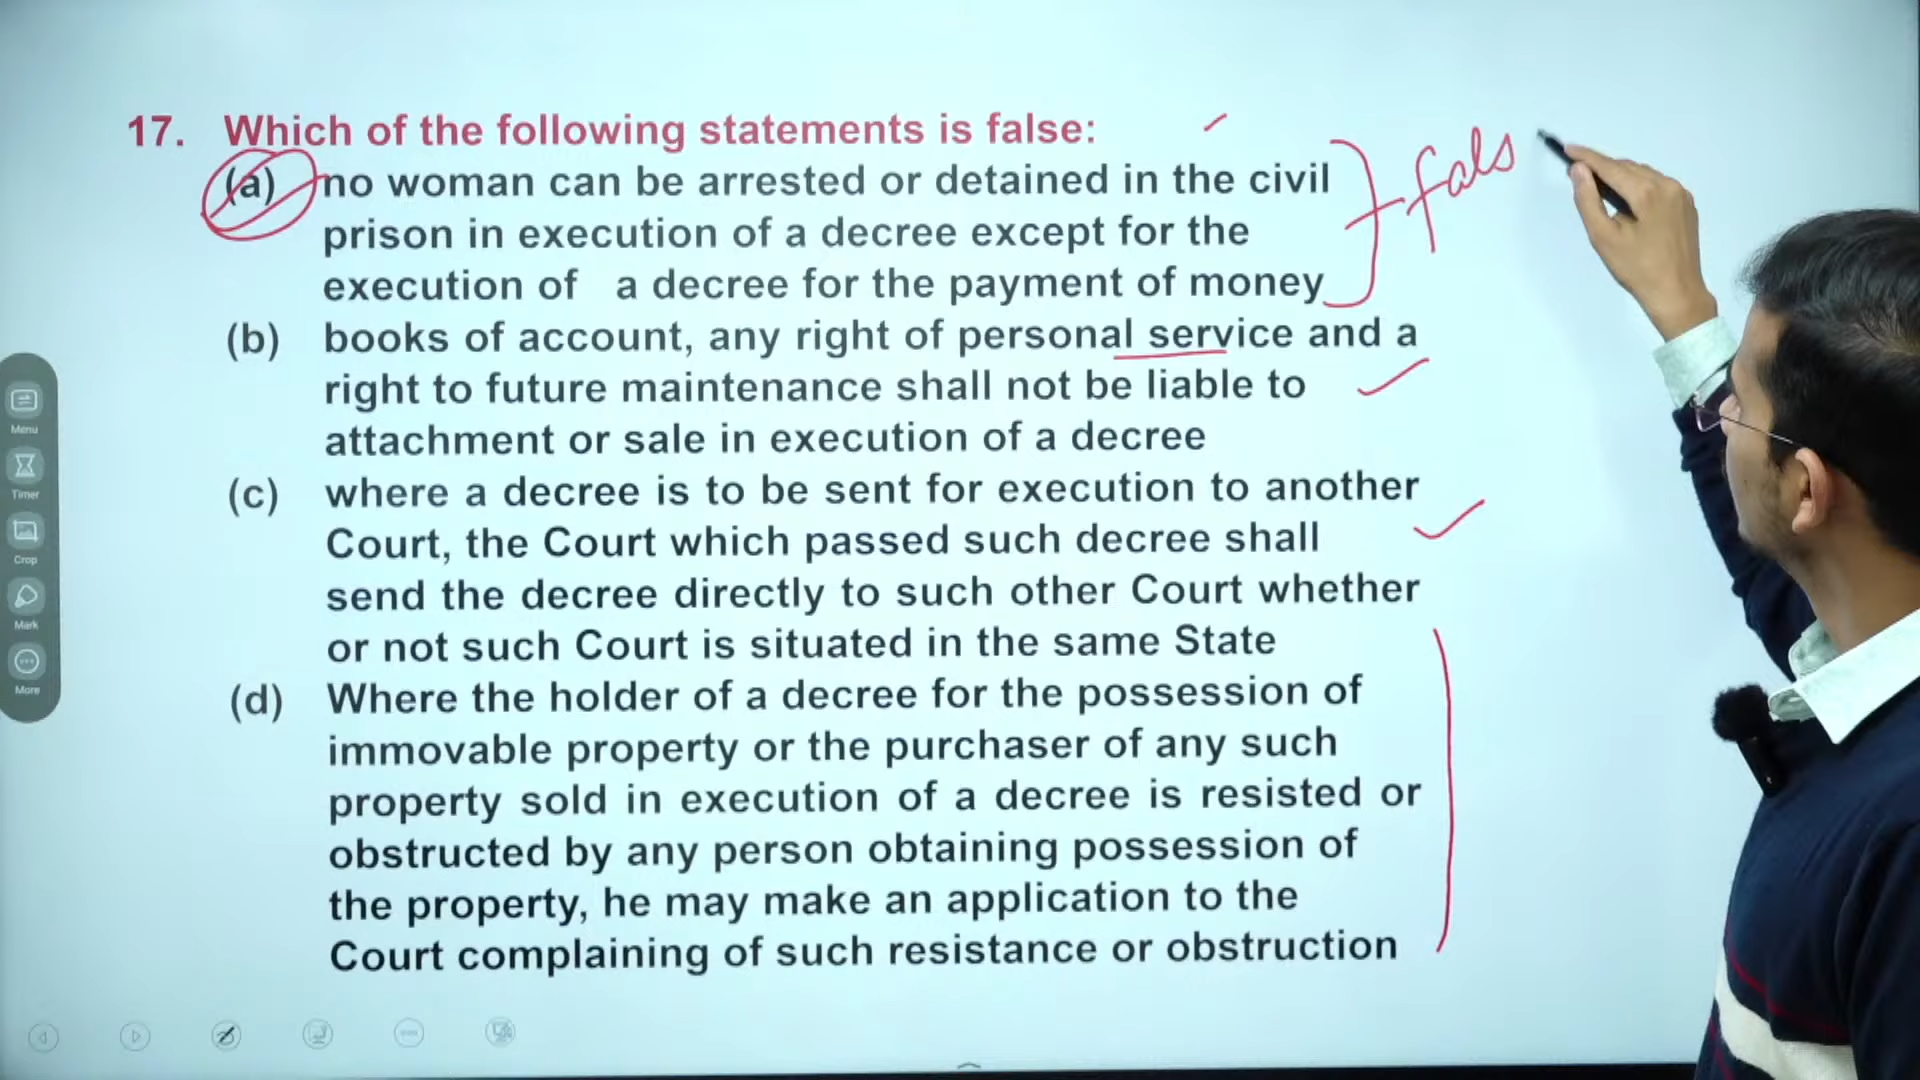 17. Which of the following statements is false:
(a) no woman can be arrested or detained in the civil
prison in execution of a decree except for the
execution of a decree for the payment of money
fals
(b) books of account, any right of personal service and a
right to future maintenance shall not be liable to
attachment or sale in execution of a decree
(c) where a decree is to be sent for execution to another
Court, the Court which passed such decree shall
send the decree directly to such other Court whether
or not such Court is situated in the same State
(d) Where the holder of a decree for the possession of
immovable property or the purchaser of any such
property sold in execution of a decree is resisted or
obstructed by any person obtaining possession of
the property, he may make an application to the
Court complaining of such resistance or obstruction
Menu
Timer
Crop
Mark
More